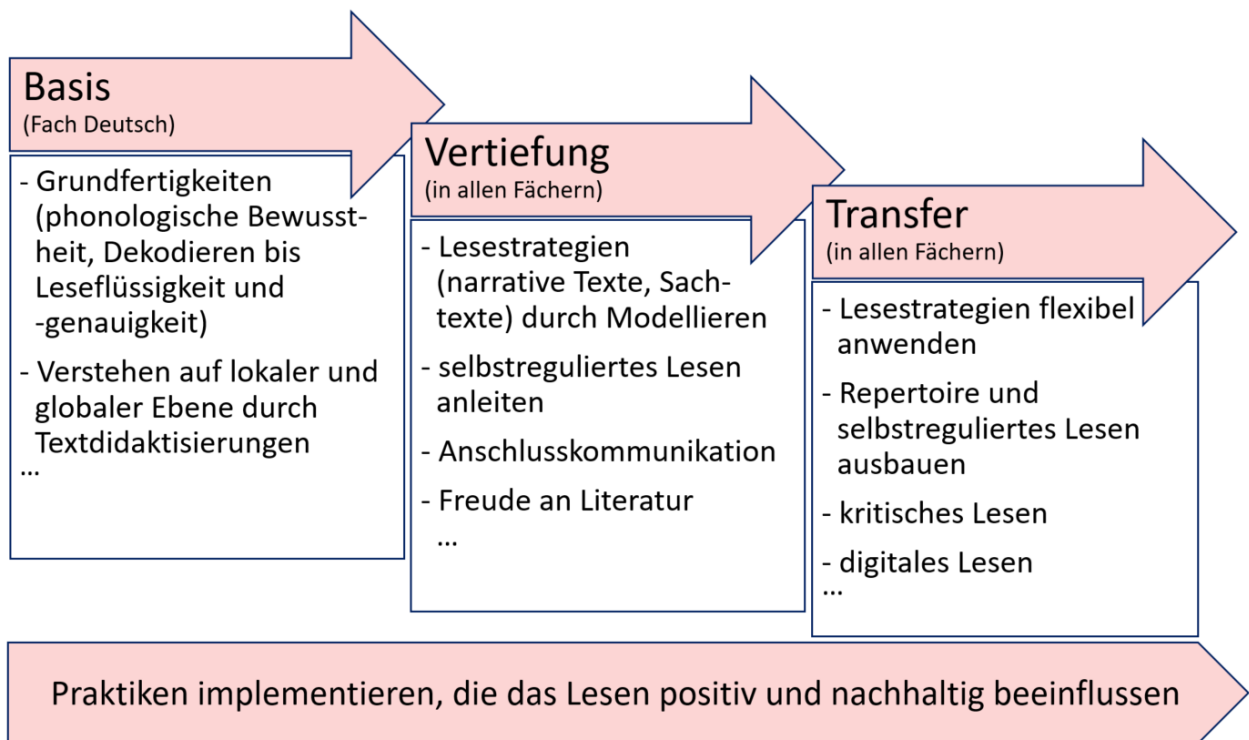 Basis
(Fach Deutsch)
- Grundfertigkeiten
(phonologische Bewusst-
heit, Dekodieren bis
Leseflüssigkeit und
-genauigkeit)
- Verstehen auf lokaler und
globaler Ebene durch
Textdidaktisierungen
...
Vertiefung
(in allen Fächern)
- Lesestrategien
(narrative Texte, Sach-
texte) durch Modellieren
- selbstreguliertes Lesen
anleiten
- Anschlusskommunikation
- Freude an Literatur
...
Transfer
(in allen Fächern)
- Lesestrategien flexibel
anwenden
- Repertoire und
selbstreguliertes Lesen
ausbauen
- kritisches Lesen
- digitales Lesen
...
Praktiken implementieren, die das Lesen positiv und nachhaltig beeinflussen